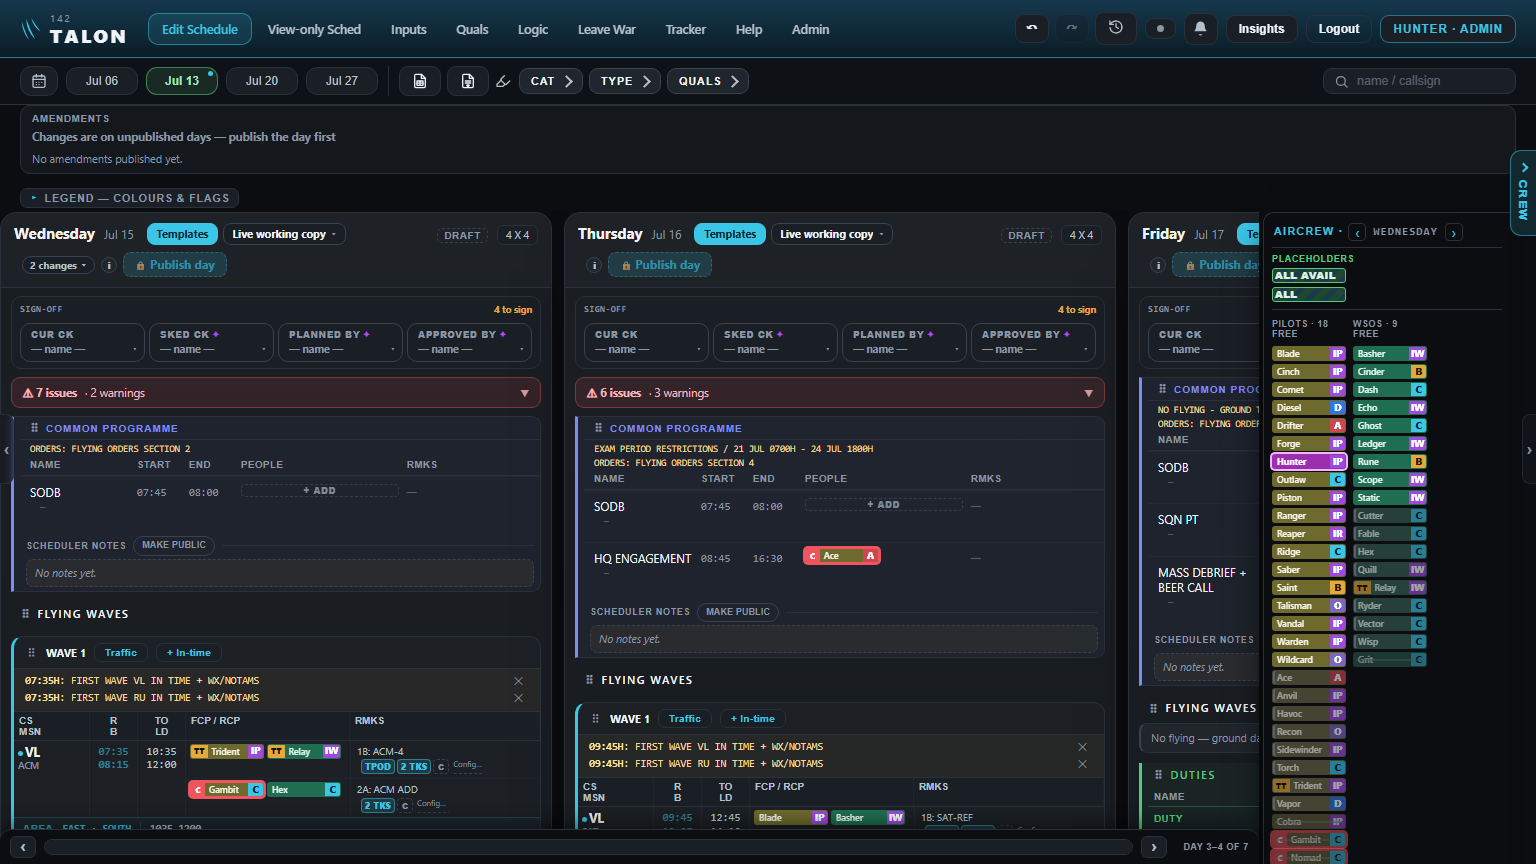 142
TALON
Edit Schedule
View-only Sched
Inputs
Quals
Logic
Leave War
Tracker
Help
Admin
Insights
Logout
HUNTER · ADMIN
Jul 06
Jul 13
Jul 20
Jul 27
CAT
TYPE
QUALS
name / callsign
AMENDMENTS
Changes are on unpublished days — publish the day first
No amendments published yet.
CREW
LEGEND — COLOURS & FLAGS
Wednesday Jul 15 Templates Live working copy DRAFT 4 X 4
2 changes i Publish day
SIGN-OFF 4 to sign
CUR CK SKED CK PLANNED BY APPROVED BY
— name — — name — — name — — name —
7 issues · 2 warnings
COMMON PROGRAMME
ORDERS: FLYING ORDERS SECTION 2
NAME START END PEOPLE RMKS
SODB 07:45 08:00 + ADD —
—
SCHEDULER NOTES MAKE PUBLIC
No notes yet.
FLYING WAVES
WAVE 1 Traffic + In-time
07:35H: FIRST WAVE VL IN TIME + WX/NOTAMS
07:35H: FIRST WAVE RU IN TIME + WX/NOTAMS
CS R TO FCP / RCP RMKS
MSN B LD
VL 07:35 10:35 TT Trident IP TT Relay IW 1B: ACM-4
ACM 08:15 12:00 TPOD 2 TKS C Config...
C Gambit C Hex C 2A: ACM ADD
2 TKS C Config...
AREA EAST · SOUTH 1035-1200
Thursday Jul 16 Templates Live working copy DRAFT 4 X 4
i Publish day
SIGN-OFF 4 to sign
CUR CK SKED CK PLANNED BY APPROVED BY
— name — — name — — name — — name —
6 issues · 3 warnings
COMMON PROGRAMME
EXAM PERIOD RESTRICTIONS / 21 JUL 0700H - 24 JUL 1800H
ORDERS: FLYING ORDERS SECTION 4
NAME START END PEOPLE RMKS
SODB 07:45 08:00 + ADD —
—
HQ ENGAGEMENT 08:45 16:30 C Ace A —
—
SCHEDULER NOTES MAKE PUBLIC
No notes yet.
FLYING WAVES
WAVE 1 Traffic + In-time
09:45H: FIRST WAVE VL IN TIME + WX/NOTAMS
09:45H: FIRST WAVE RU IN TIME + WX/NOTAMS
CS R TO FCP / RCP RMKS
MSN B LD
VL 09:45 12:45 Blade IP Basher IW 1B: SAT-REF
Friday Jul 17 Te
i Publish da
SIGN-OFF
CUR CK
— name —
COMMON PROG
NO FLYING - GROUND T
ORDERS: FLYING ORDER
NAME
SODB
—
SQN PT
—
MASS DEBRIEF +
BEER CALL
—
SCHEDULER NOTES
No notes yet.
FLYING WAVES
No flying — ground da
DUTIES
NAME
DUTY
AIRCREW · WEDNESDAY
PLACEHOLDERS
ALL AVAIL
ALL
PILOTS · 18 FREE
WSOS · 9 FREE
Blade IP Basher IW
Cinch IP Cinder B
Comet IP Dash C
Diesel D Echo IW
Drifter A Ghost C
Forge IP Ledger IW
Hunter IP Rune B
Outlaw C Scope IW
Piston IP Static IW
Ranger IP Cutter C
Reaper IR Fable C
Ridge C Hex C
Saber IP Quill IW
Saint B TT Relay IW
Talisman O Ryder C
Vandal IP Vector C
Warden IP Wisp C
Wildcard O Grit C
Ace A
Anvil IP
Havoc IP
Recon O
Sidewinder IP
Torch C
TT Trident IP
Vapor D
Cobra IP
C Gambit C
C Nomad C
DAY 3–4 OF 7